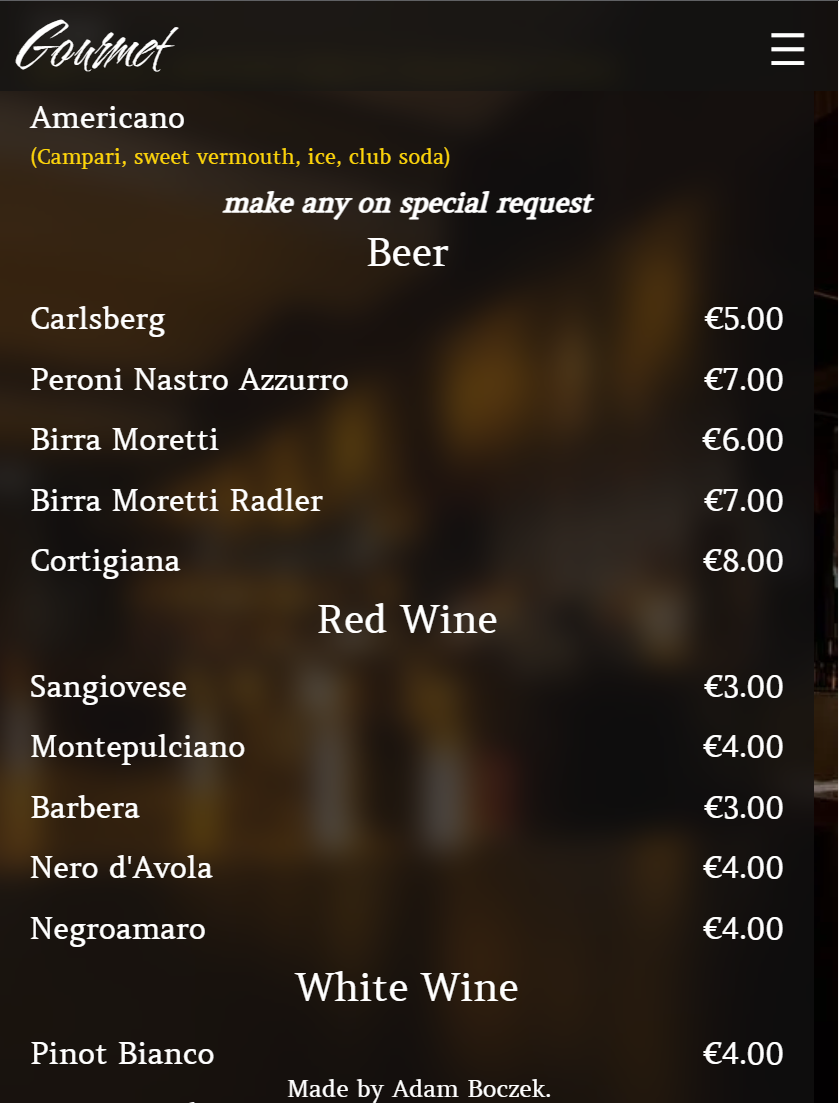 Gourmet
Americano
(Campari, sweet vermouth, ice, club soda)
make any on special request
Beer
Carlsberg €5.00
Peroni Nastro Azzurro €7.00
Birra Moretti €6.00
Birra Moretti Radler €7.00
Cortigiana €8.00
Red Wine
Sangiovese €3.00
Montepulciano €4.00
Barbera €3.00
Nero d'Avola €4.00
Negroamaro €4.00
White Wine
Pinot Bianco €4.00
Made by Adam Boczek.